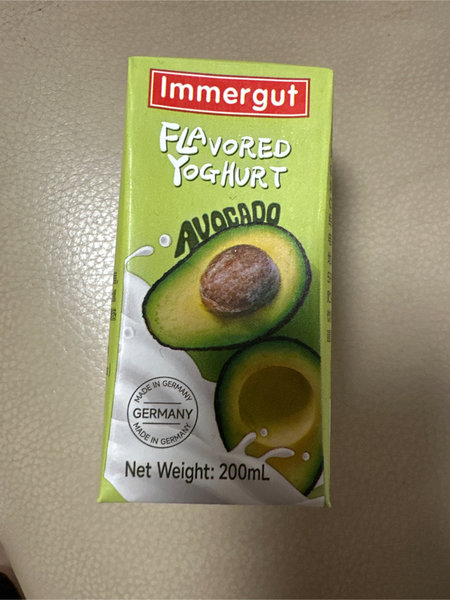 Immergut
FLAVORED
YOGHURT
AVOCADO
MADE IN GERMANY
GERMANY
MADE IN GERMANY
Net Weight: 200mL